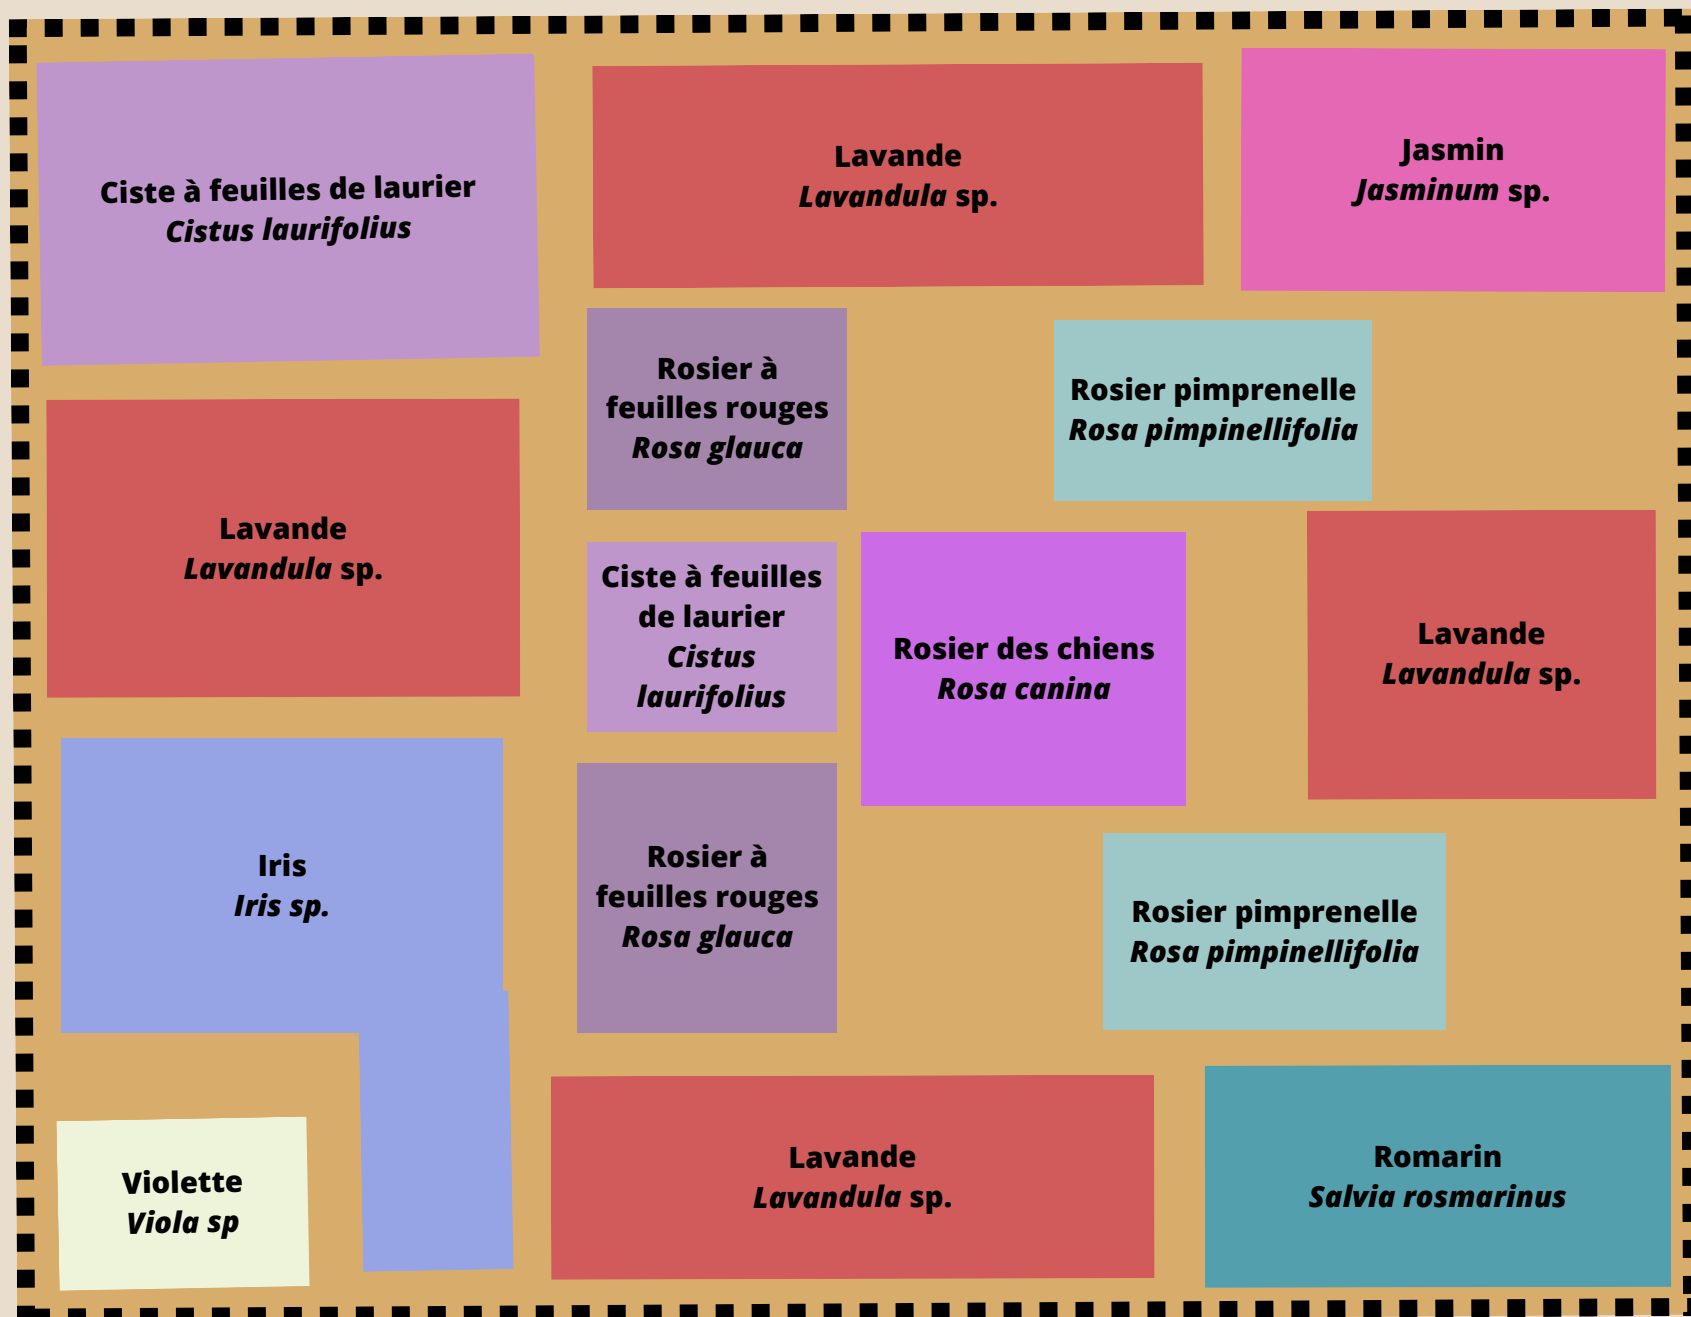 Ciste à feuilles de laurier
Cistus laurifolius
Lavande
Lavandula sp.
Jasmin
Jasminum sp.
Rosier à
feuilles rouges
Rosa glauca
Rosier pimprenelle
Rosa pimpinellifolia
Lavande
Lavandula sp.
Ciste à feuilles
de laurier
Cistus
laurifolius
Rosier des chiens
Rosa canina
Lavande
Lavandula sp.
Iris
Iris sp.
Rosier à
feuilles rouges
Rosa glauca
Rosier pimprenelle
Rosa pimpinellifolia
Violette
Viola sp
Lavande
Lavandula sp.
Romarin
Salvia rosmarinus